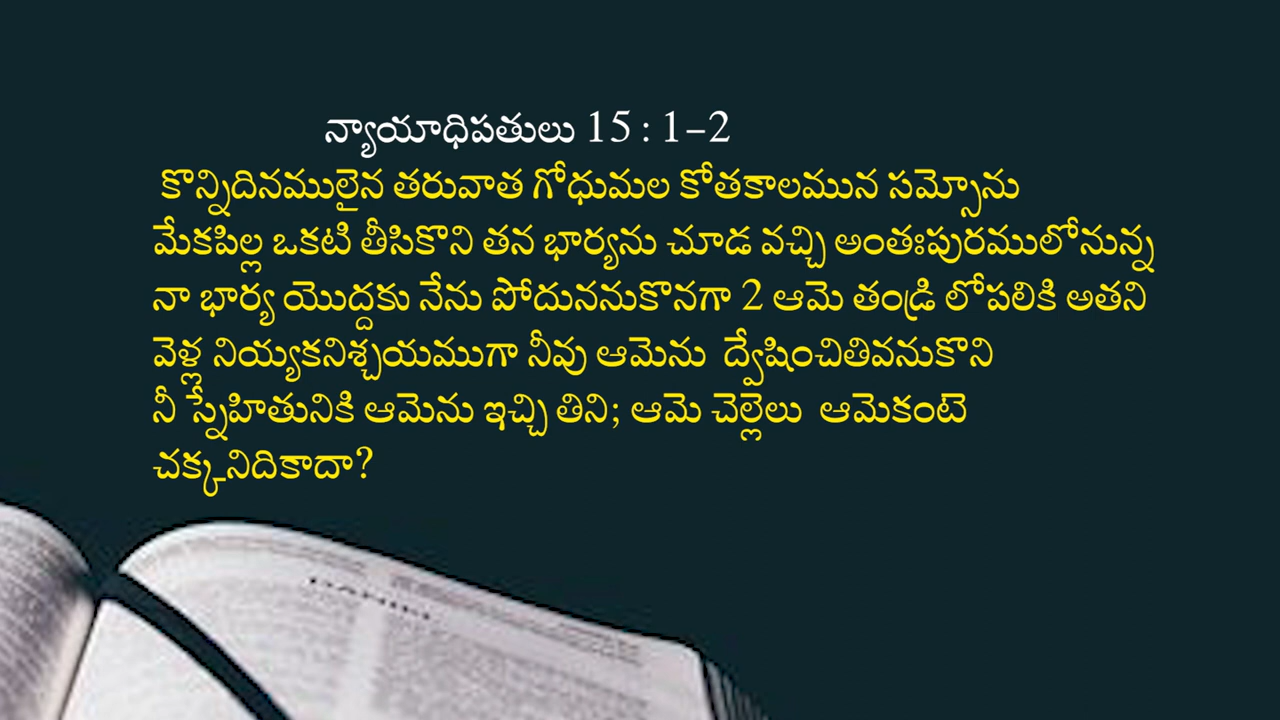 న్యాయాధిపతులు 15 : 1-2
కొన్నిదినములైన తరువాత గోధుమల కోతకాలమున సమ్సోను
మేకపిల్ల ఒకటి తీసికొని తన భార్యను చూడ వచ్చి అంతఃపురములోనున్న
నా భార్య యొద్దకు నేను పోదుననుకొనగా 2 ఆమె తండ్రి లోపలికి అతని
వెళ్ల నియ్యకనిశ్చయముగా నీవు ఆమెను ద్వేషించితివనుకొని
నీ స్నేహితునికి ఆమెను ఇచ్చి తిని; ఆమె చెల్లెలు ఆమెకంటె
చక్కనిదికాదా?